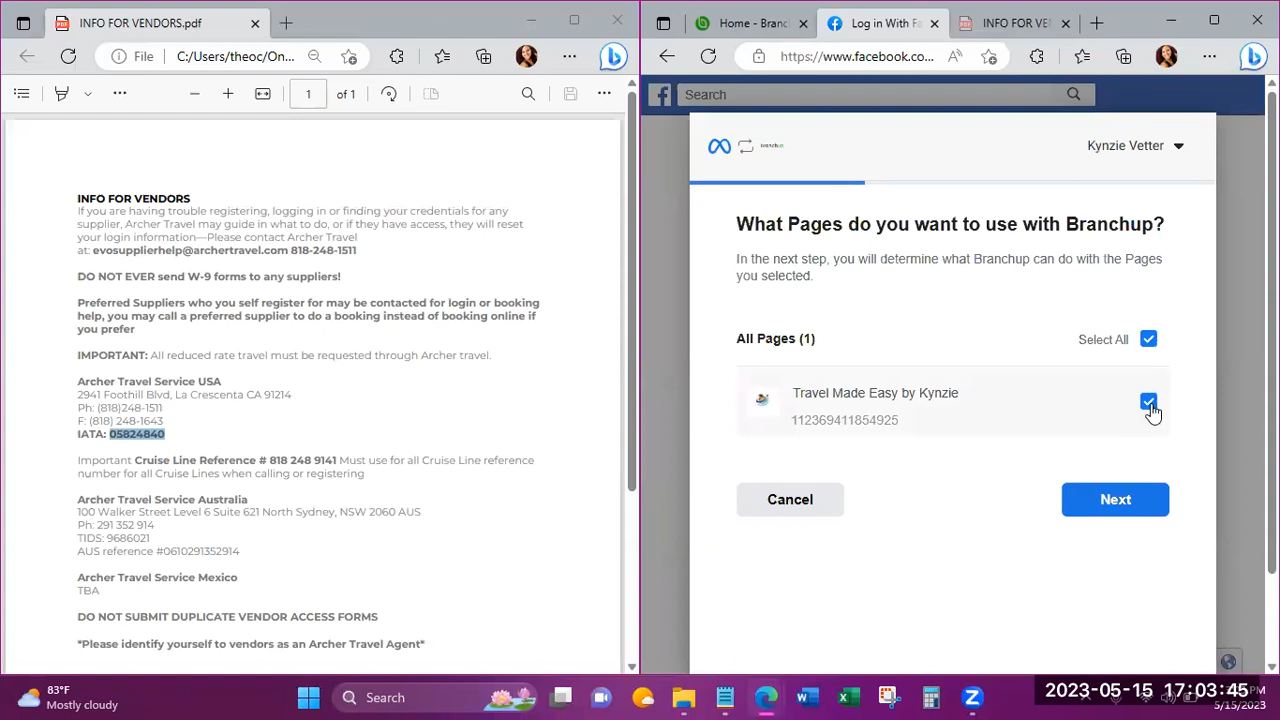 INFO FOR VENDORS.pdf
File
C:/Users/theoc/On...
1
of 1
INFO FOR VENDORS
If you are having trouble registering, logging in or finding your credentials for any
supplier, Archer Travel may guide in what to do, or if they have access, they will reset
your login information—Please contact Archer Travel
at: evosupplierhelp@archertravel.com 818-248-1511
DO NOT EVER send W-9 forms to any suppliers!
Preferred Suppliers who you self register for may be contacted for login or booking
help, you may call a preferred supplier to do a booking instead of booking online if
you prefer
IMPORTANT: All reduced rate travel must be requested through Archer travel.
Archer Travel Service USA
2941 Foothill Blvd, La Crescenta CA 91214
Ph: (818)248-1511
F: (818) 248-1643
IATA: 05824840
Important Cruise Line Reference # 818 248 9141 Must use for all Cruise Line reference
number for all Cruise Lines when calling or registering
Archer Travel Service Australia
100 Walker Street Level 6 Suite 621 North Sydney, NSW 2060 AUS
Ph: 291 352 914
TIDS: 9686021
AUS reference #0610291352914
Archer Travel Service Mexico
TBA
DO NOT SUBMIT DUPLICATE VENDOR ACCESS FORMS
*Please identify yourself to vendors as an Archer Travel Agent*
Home - Branc
Log in With Fa
INFO FOR VE
https://www.facebook.co...
Search
Branchup
Kynzie Vetter
What Pages do you want to use with Branchup?
In the next step, you will determine what Branchup can do with the Pages
you selected.
All Pages (1)
Select All
Travel Made Easy by Kynzie
112369411854925
Cancel
Next
83°F
Mostly cloudy
Search
2023-05-15 17:03:45
5/15/2023